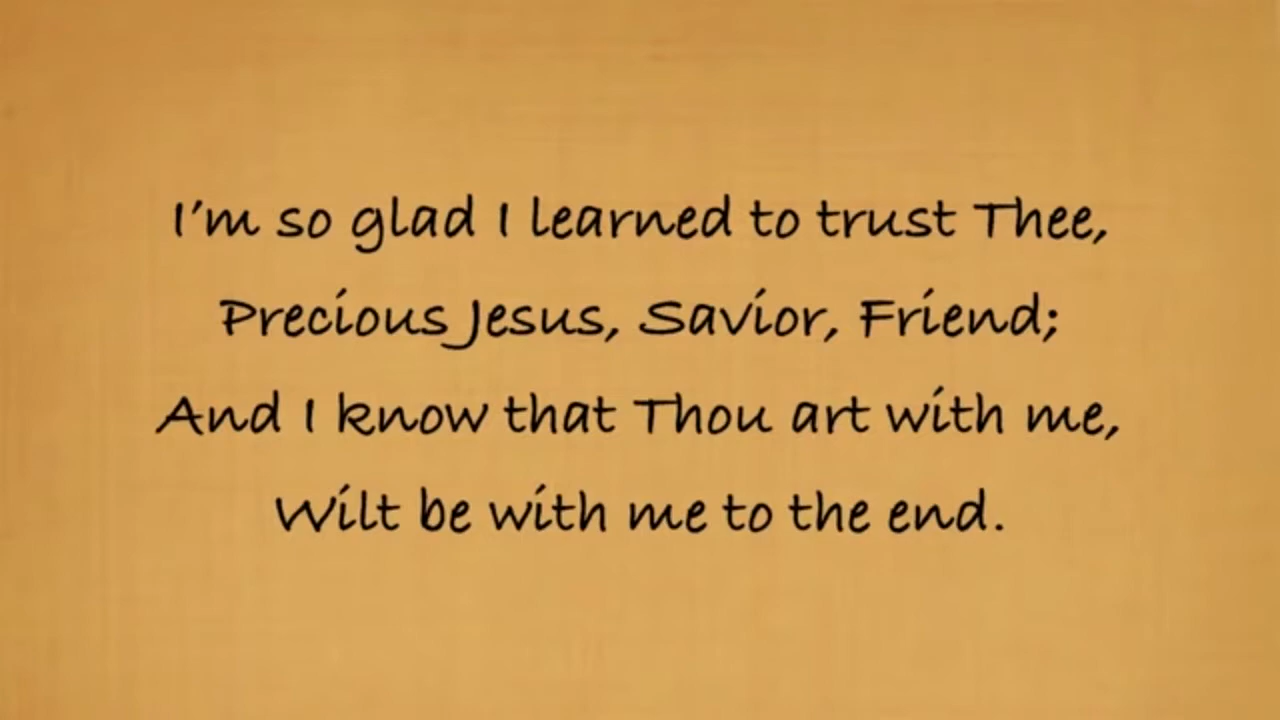 I'm so glad I learned to trust Thee,
Precious Jesus, Savior, Friend;
And I know that Thou art with me,
Wilt be with me to the end.